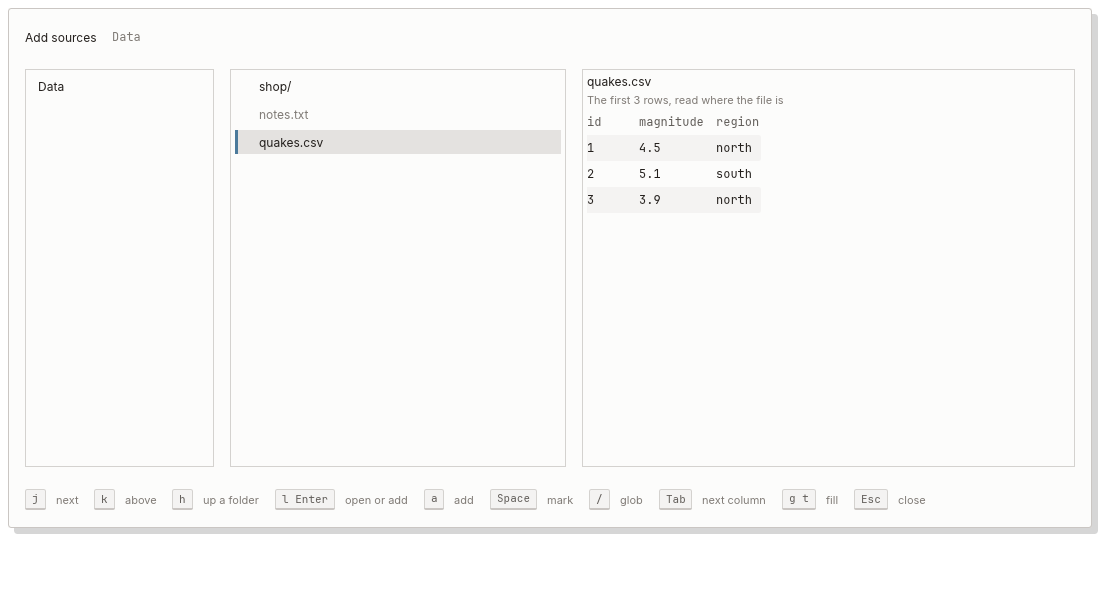 Add sources Data
Data
shop/
notes.txt
quakes.csv
quakes.csv
The first 3 rows, read where the file is
id magnitude region
1 4.5 north
2 5.1 south
3 3.9 north
j next k above h up a folder l Enter open or add a add Space mark / glob Tab next column g t fill Esc close